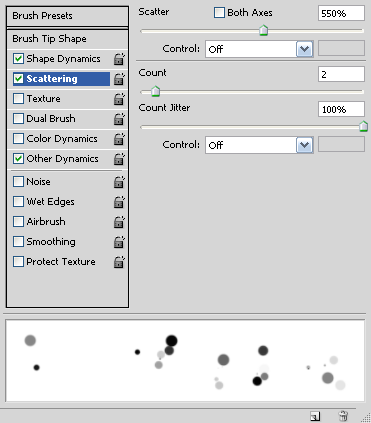 Brush Presets
Brush Tip Shape
Shape Dynamics
Scattering
Texture
Dual Brush
Color Dynamics
Other Dynamics
Noise
Wet Edges
Airbrush
Smoothing
Protect Texture
Scatter Both Axes 550%
Control: Off
Count 2
Count Jitter 100%
Control: Off